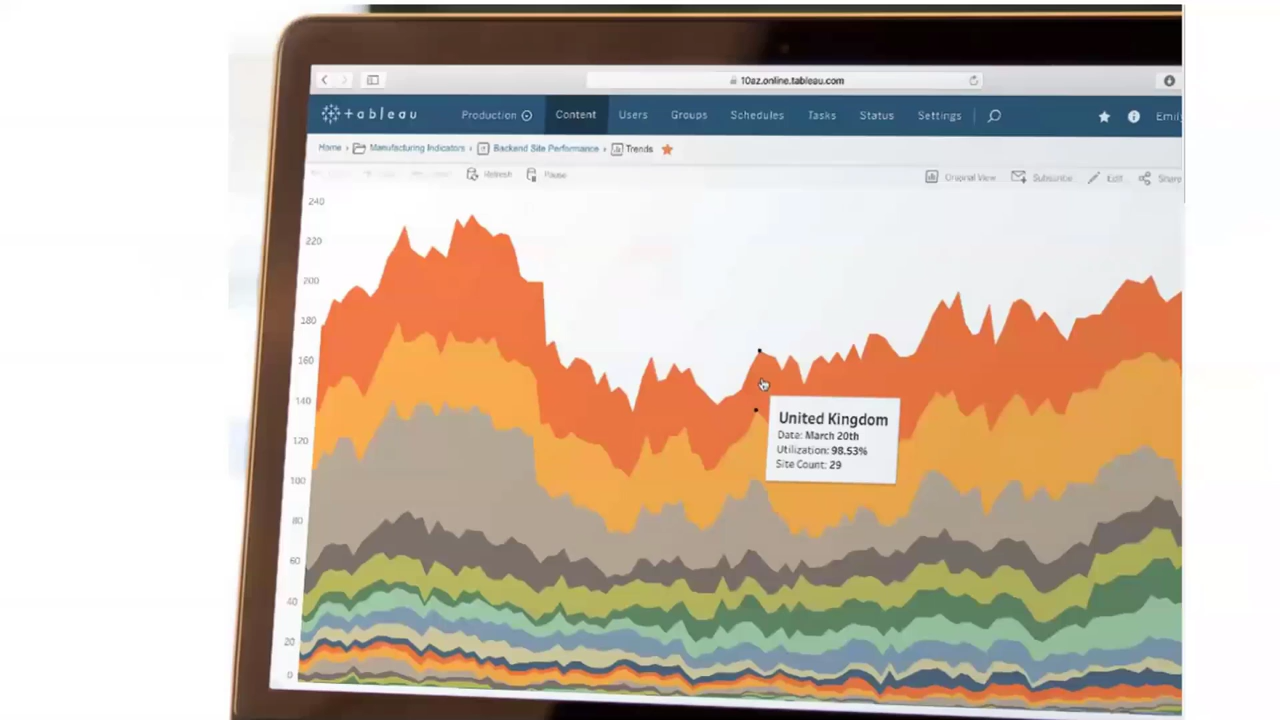 10az.online.tableau.com
+ableau Production Content Users Groups Schedules Tasks Status Settings
Home Manufacturing Indicators Backend Site Performance Trends
Refresh Pause Original View Subscribe Edit Share
240
220
200
180
160
140
120
100
80
60
40
20
0
United Kingdom
Date: March 20th
Utilization: 98.53%
Site Count: 29